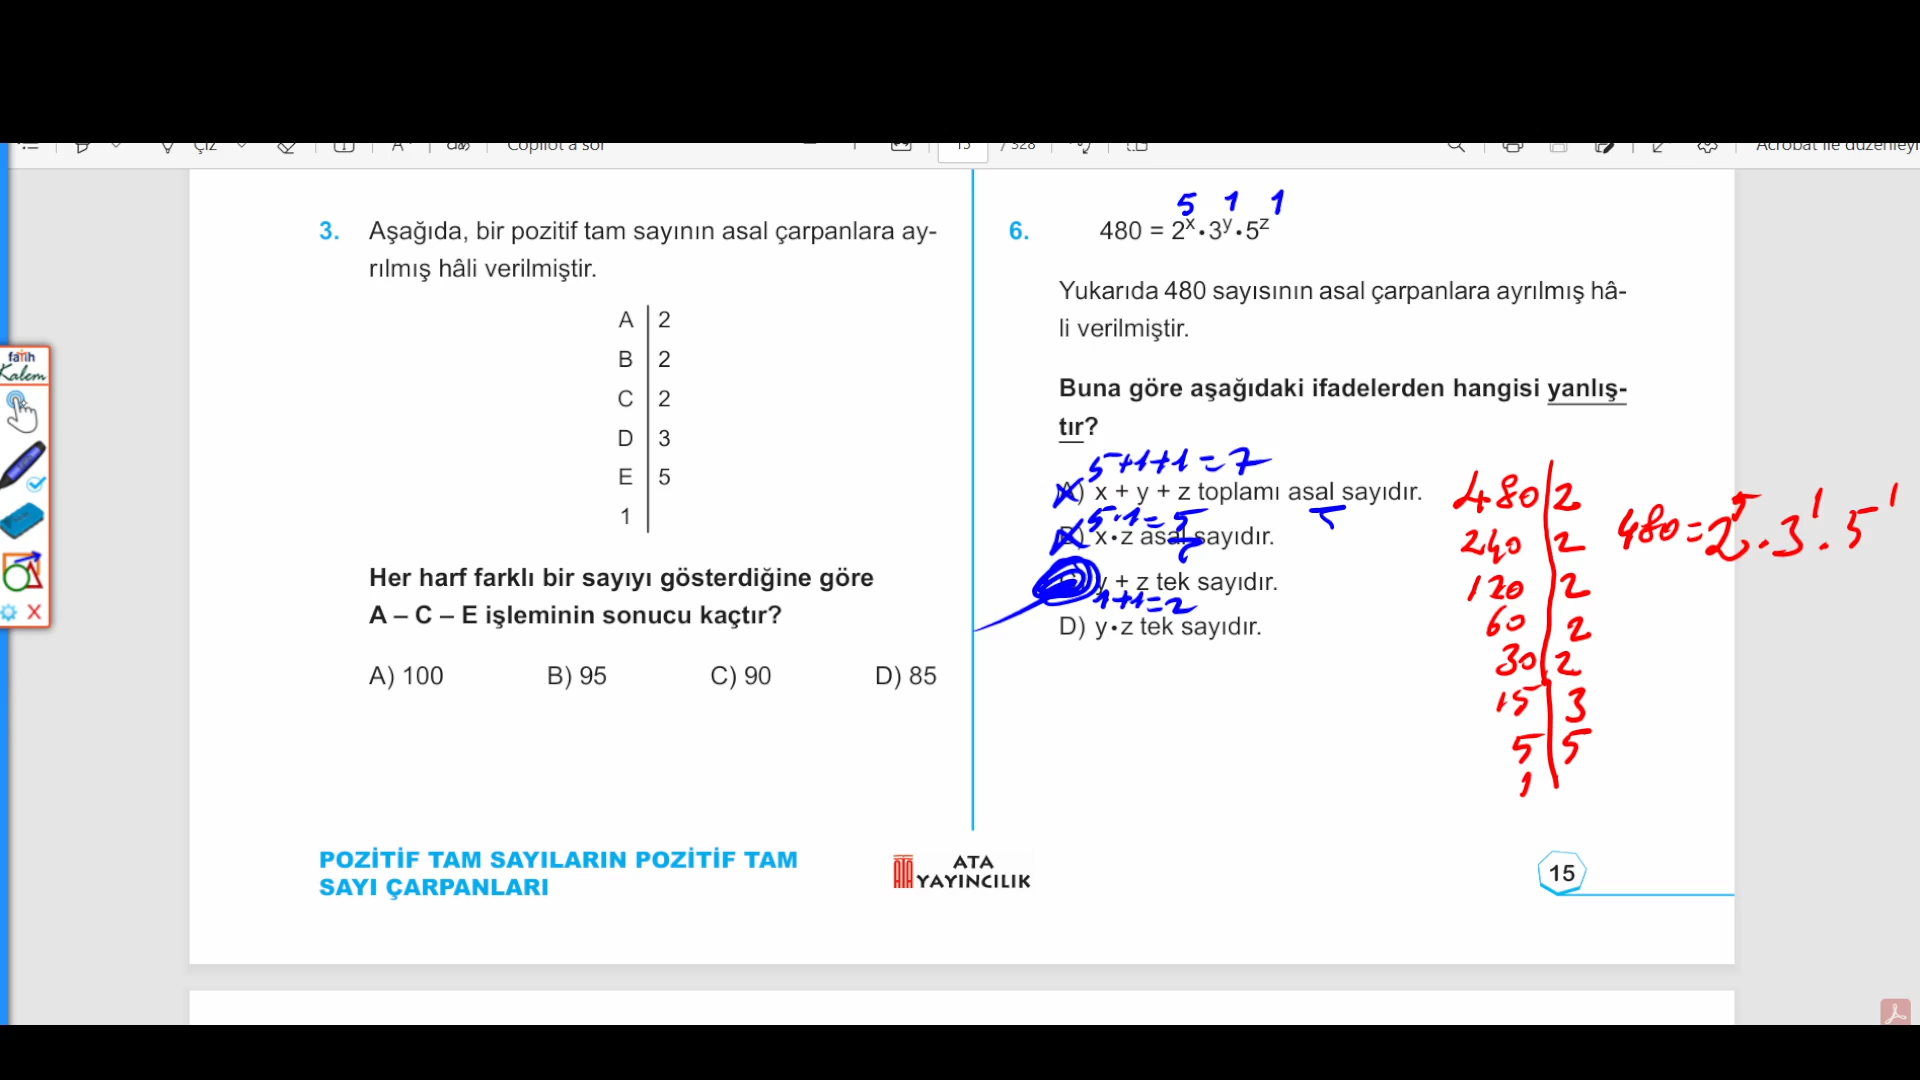 Çiz
Copilot'a sor
15 / 328
Acrobat ile düzenley
fatih
Kalem
3. Aşağıda, bir pozitif tam sayının asal çarpanlara ay-
rılmış hâli verilmiştir.
A 2
B 2
C 2
D 3
E 5
1
Her harf farklı bir sayıyı gösterdiğine göre
A – C – E işleminin sonucu kaçtır?
A) 100 B) 95 C) 90 D) 85
5 1 1
6. 480 = 2ˣ·3ʸ·5ᶻ
Yukarıda 480 sayısının asal çarpanlara ayrılmış hâ-
li verilmiştir.
Buna göre aşağıdaki ifadelerden hangisi yanlış-
tır?
5+1+1=7
A) x + y + z toplamı asal sayıdır.
5·1=5
B) x·z asal sayıdır.
y + z tek sayıdır.
1+1=2
D) y·z tek sayıdır.
480 2
240 2
120 2
60 2
30 2
15 3
5 5
1
480=2⁵·3¹·5¹
POZİTİF TAM SAYILARIN POZİTİF TAM
SAYI ÇARPANLARI
ATA
YAYINCILIK
15